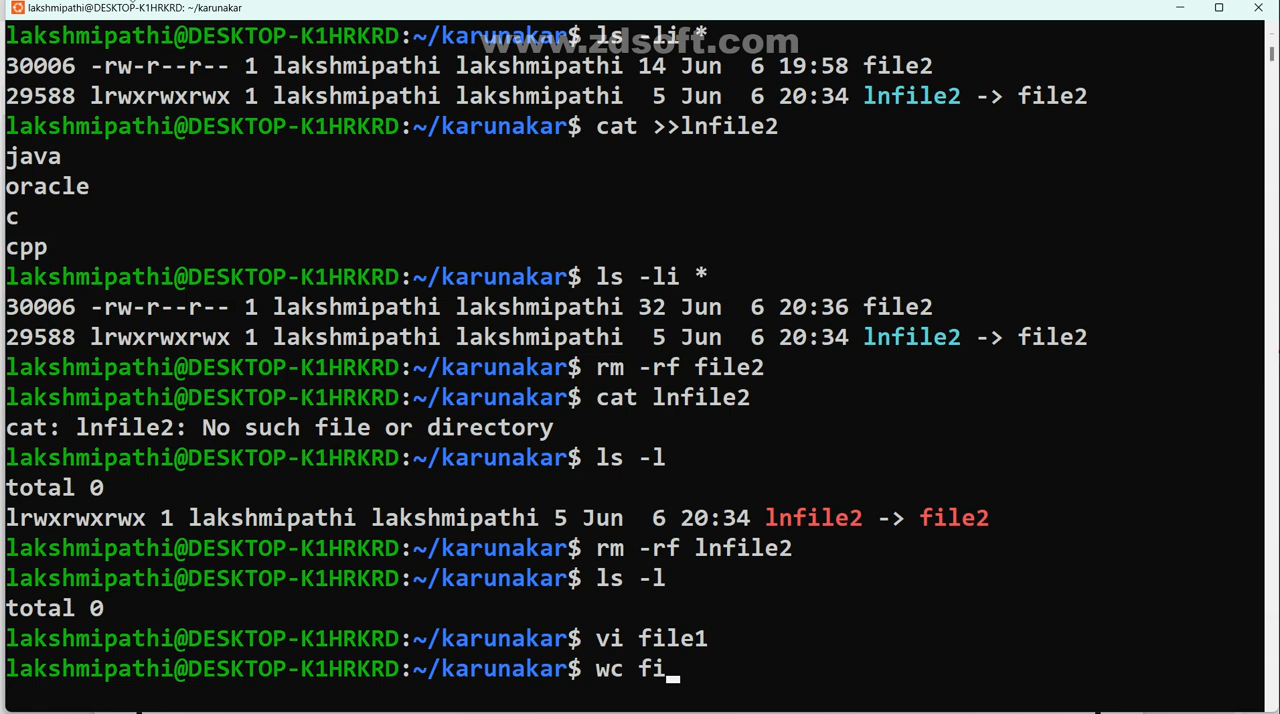 lakshmipathi@DESKTOP-K1HRKRD: ~/karunakar
lakshmipathi@DESKTOP-K1HRKRD:~/karunakar$ ls -li *
www.zdsoft.com
30006 -rw-r--r-- 1 lakshmipathi lakshmipathi 14 Jun  6 19:58 file2
29588 lrwxrwxrwx 1 lakshmipathi lakshmipathi  5 Jun  6 20:34 lnfile2 -> file2
lakshmipathi@DESKTOP-K1HRKRD:~/karunakar$ cat >>lnfile2
java
oracle
c
cpp
lakshmipathi@DESKTOP-K1HRKRD:~/karunakar$ ls -li *
30006 -rw-r--r-- 1 lakshmipathi lakshmipathi 32 Jun  6 20:36 file2
29588 lrwxrwxrwx 1 lakshmipathi lakshmipathi  5 Jun  6 20:34 lnfile2 -> file2
lakshmipathi@DESKTOP-K1HRKRD:~/karunakar$ rm -rf file2
lakshmipathi@DESKTOP-K1HRKRD:~/karunakar$ cat lnfile2
cat: lnfile2: No such file or directory
lakshmipathi@DESKTOP-K1HRKRD:~/karunakar$ ls -l
total 0
lrwxrwxrwx 1 lakshmipathi lakshmipathi 5 Jun  6 20:34 lnfile2 -> file2
lakshmipathi@DESKTOP-K1HRKRD:~/karunakar$ rm -rf lnfile2
lakshmipathi@DESKTOP-K1HRKRD:~/karunakar$ ls -l
total 0
lakshmipathi@DESKTOP-K1HRKRD:~/karunakar$ vi file1
lakshmipathi@DESKTOP-K1HRKRD:~/karunakar$ wc fi